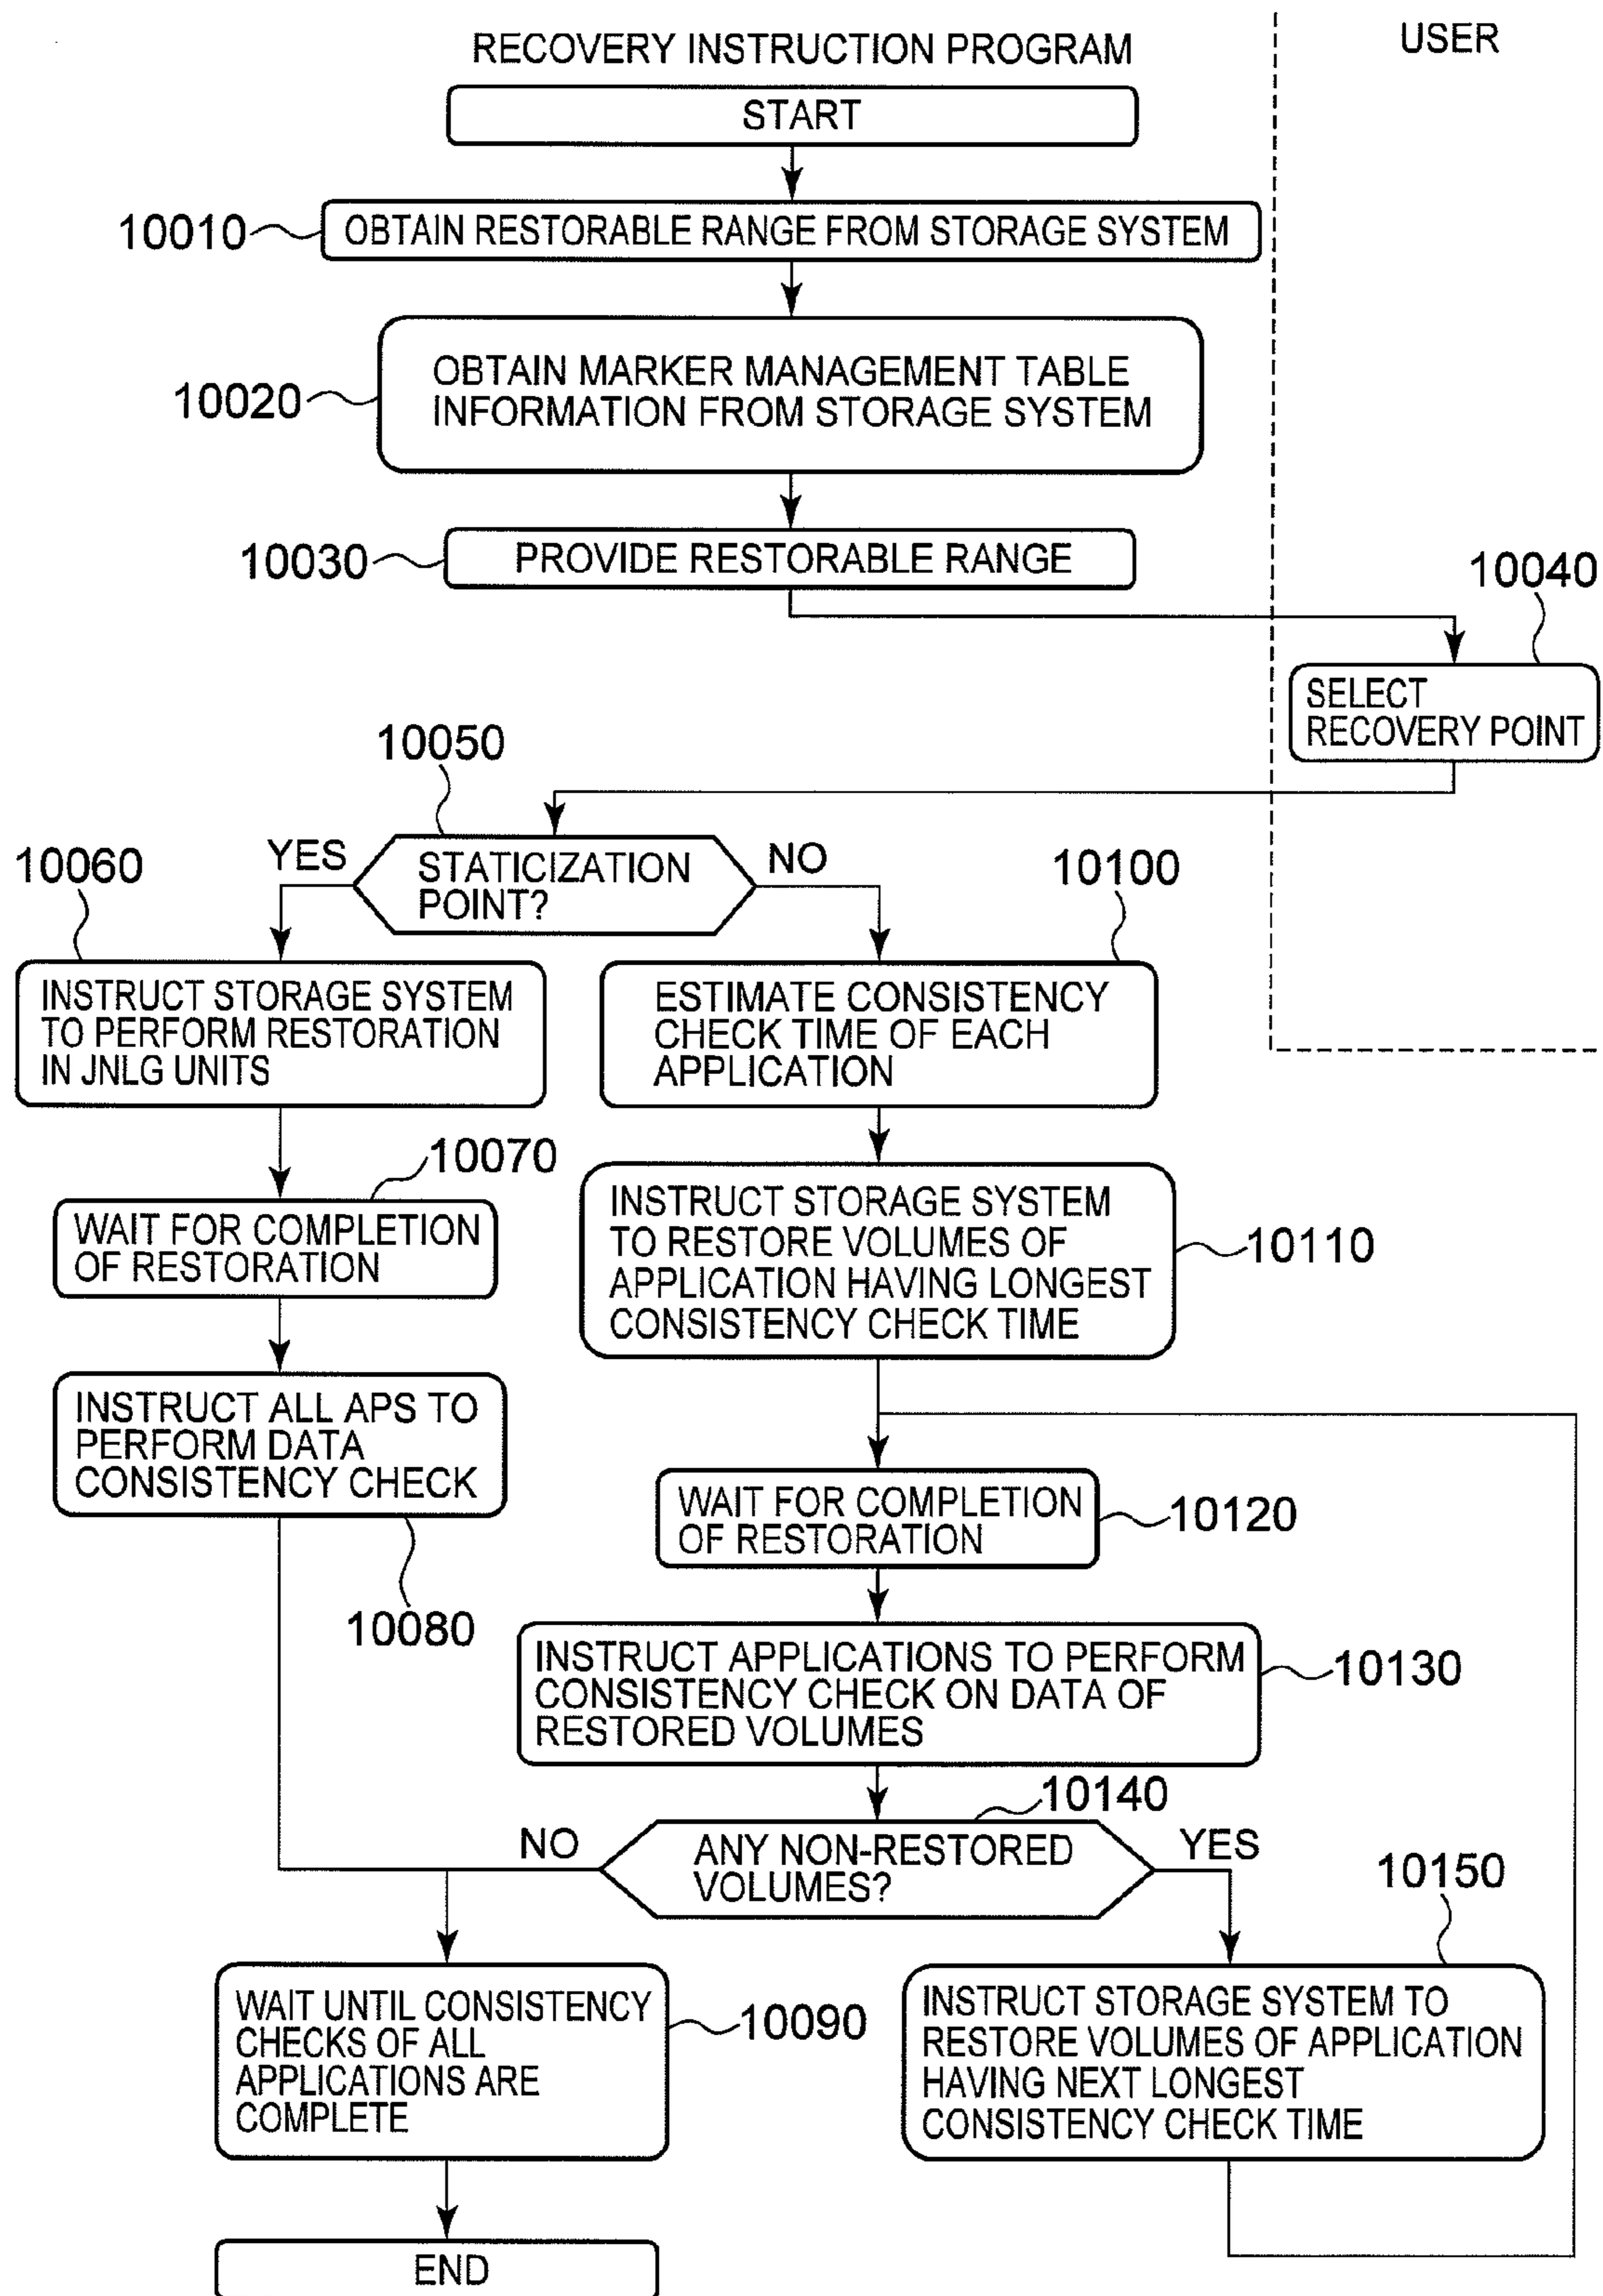 RECOVERY INSTRUCTION PROGRAM
USER
START
10010
OBTAIN RESTORABLE RANGE FROM STORAGE SYSTEM
10020
OBTAIN MARKER MANAGEMENT TABLE
INFORMATION FROM STORAGE SYSTEM
10030
PROVIDE RESTORABLE RANGE
10040
SELECT
RECOVERY POINT
10050
YES
STATICIZATION
POINT?
NO
10060
INSTRUCT STORAGE SYSTEM
TO PERFORM RESTORATION
IN JNLG UNITS
10100
ESTIMATE CONSISTENCY
CHECK TIME OF EACH
APPLICATION
10070
WAIT FOR COMPLETION
OF RESTORATION
INSTRUCT STORAGE SYSTEM
TO RESTORE VOLUMES OF
APPLICATION HAVING LONGEST
CONSISTENCY CHECK TIME
10110
INSTRUCT ALL APS TO
PERFORM DATA
CONSISTENCY CHECK
10080
WAIT FOR COMPLETION
OF RESTORATION
10120
INSTRUCT APPLICATIONS TO PERFORM
CONSISTENCY CHECK ON DATA OF
RESTORED VOLUMES
10130
10140
NO
ANY NON-RESTORED
VOLUMES?
YES
10150
WAIT UNTIL CONSISTENCY
CHECKS OF ALL
APPLICATIONS ARE
COMPLETE
10090
INSTRUCT STORAGE SYSTEM TO
RESTORE VOLUMES OF APPLICATION
HAVING NEXT LONGEST
CONSISTENCY CHECK TIME
END